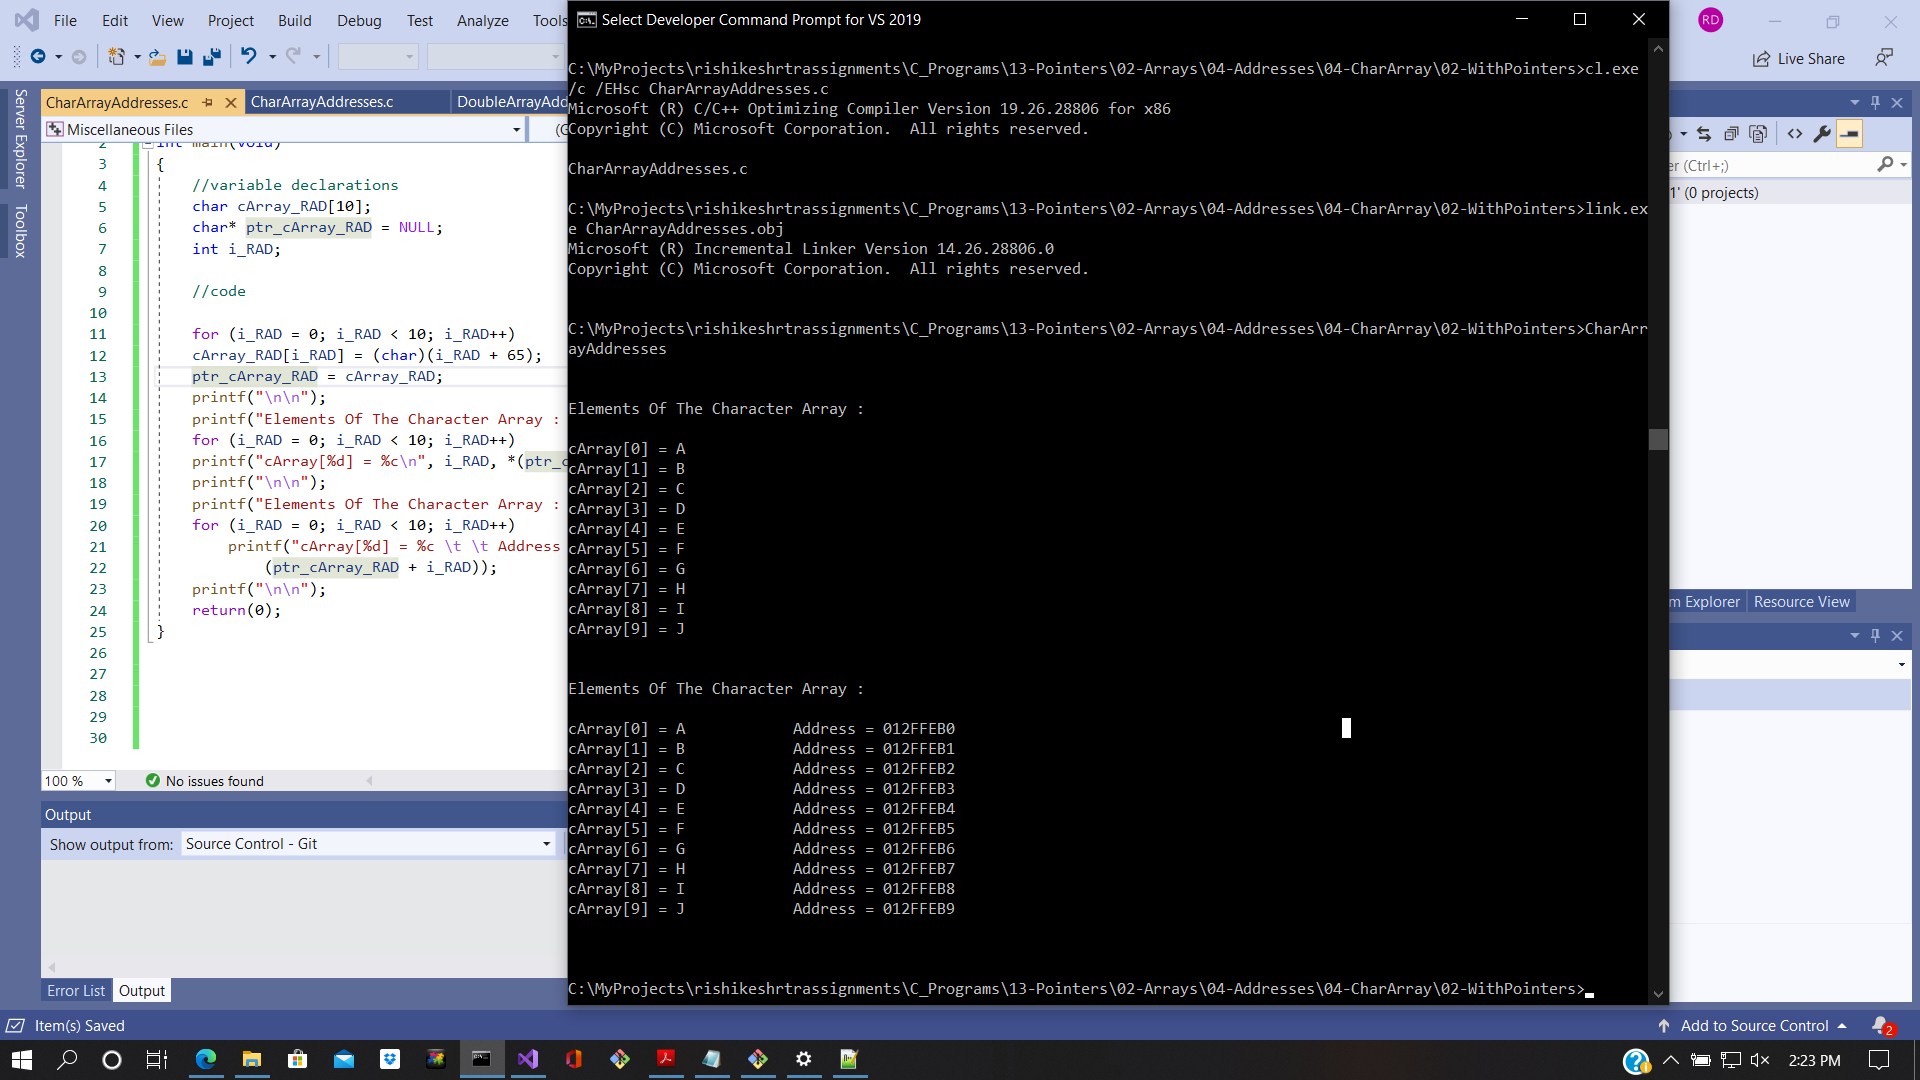 File Edit View Project Build Debug Test Analyze Tools
Select Developer Command Prompt for VS 2019
RD
Live Share
Server Explorer
Toolbox
CharArrayAddresses.c
CharArrayAddresses.c
DoubleArrayAdd
Miscellaneous Files
2 int main(void)
3 {
4 //variable declarations
5 char cArray_RAD[10];
6 char* ptr_cArray_RAD = NULL;
7 int i_RAD;
8
9 //code
10
11 for (i_RAD = 0; i_RAD < 10; i_RAD++)
12 cArray_RAD[i_RAD] = (char)(i_RAD + 65);
13 ptr_cArray_RAD = cArray_RAD;
14 printf("\n\n");
15 printf("Elements Of The Character Array :
16 for (i_RAD = 0; i_RAD < 10; i_RAD++)
17 printf("cArray[%d] = %c\n", i_RAD, *(ptr_c
18 printf("\n\n");
19 printf("Elements Of The Character Array :
20 for (i_RAD = 0; i_RAD < 10; i_RAD++)
21 printf("cArray[%d] = %c \t \t Address
22 (ptr_cArray_RAD + i_RAD));
23 printf("\n\n");
24 return(0);
25 }
26
27
28
29
30
100 %
No issues found
Output
Show output from: Source Control - Git
Error List Output
C:\MyProjects\rishikeshrtrassignments\C_Programs\13-Pointers\02-Arrays\04-Addresses\04-CharArray\02-WithPointers>cl.exe
/c /EHsc CharArrayAddresses.c
Microsoft (R) C/C++ Optimizing Compiler Version 19.26.28806 for x86
Copyright (C) Microsoft Corporation.  All rights reserved.
CharArrayAddresses.c
C:\MyProjects\rishikeshrtrassignments\C_Programs\13-Pointers\02-Arrays\04-Addresses\04-CharArray\02-WithPointers>link.ex
e CharArrayAddresses.obj
Microsoft (R) Incremental Linker Version 14.26.28806.0
Copyright (C) Microsoft Corporation.  All rights reserved.
C:\MyProjects\rishikeshrtrassignments\C_Programs\13-Pointers\02-Arrays\04-Addresses\04-CharArray\02-WithPointers>CharArr
ayAddresses
Elements Of The Character Array :
cArray[0] = A
cArray[1] = B
cArray[2] = C
cArray[3] = D
cArray[4] = E
cArray[5] = F
cArray[6] = G
cArray[7] = H
cArray[8] = I
cArray[9] = J
Elements Of The Character Array :
cArray[0] = A Address = 012FFEB0
cArray[1] = B Address = 012FFEB1
cArray[2] = C Address = 012FFEB2
cArray[3] = D Address = 012FFEB3
cArray[4] = E Address = 012FFEB4
cArray[5] = F Address = 012FFEB5
cArray[6] = G Address = 012FFEB6
cArray[7] = H Address = 012FFEB7
cArray[8] = I Address = 012FFEB8
cArray[9] = J Address = 012FFEB9
C:\MyProjects\rishikeshrtrassignments\C_Programs\13-Pointers\02-Arrays\04-Addresses\04-CharArray\02-WithPointers>
er (Ctrl+;)
1' (0 projects)
m Explorer Resource View
Item(s) Saved
Add to Source Control
2
2:23 PM